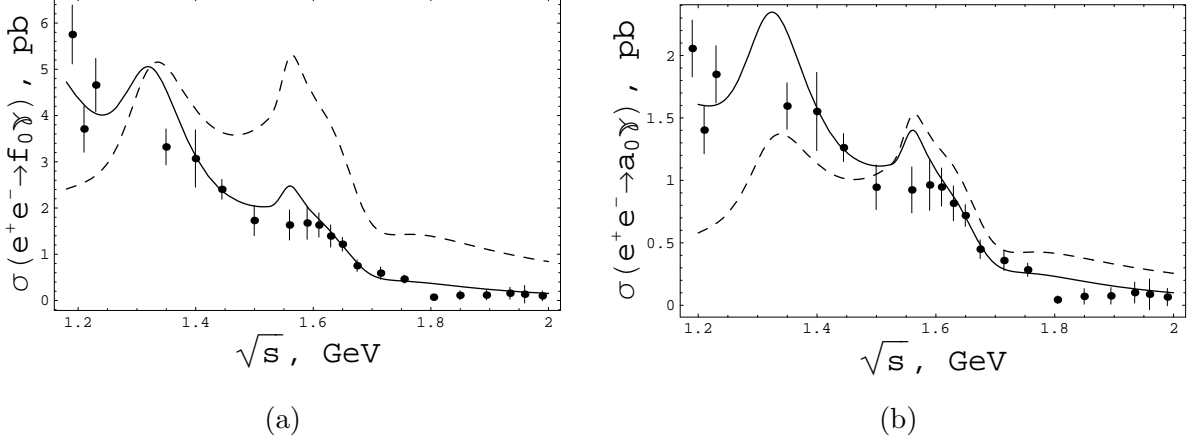 σ(e⁺e⁻→f₀γ), pb
6
5
4
3
2
1
0
1.2 1.4 1.6 1.8 2
√s, GeV
(a)
σ(e⁺e⁻→a₀γ), pb
2
1.5
1
0.5
0
1.2 1.4 1.6 1.8 2
√s, GeV
(b)